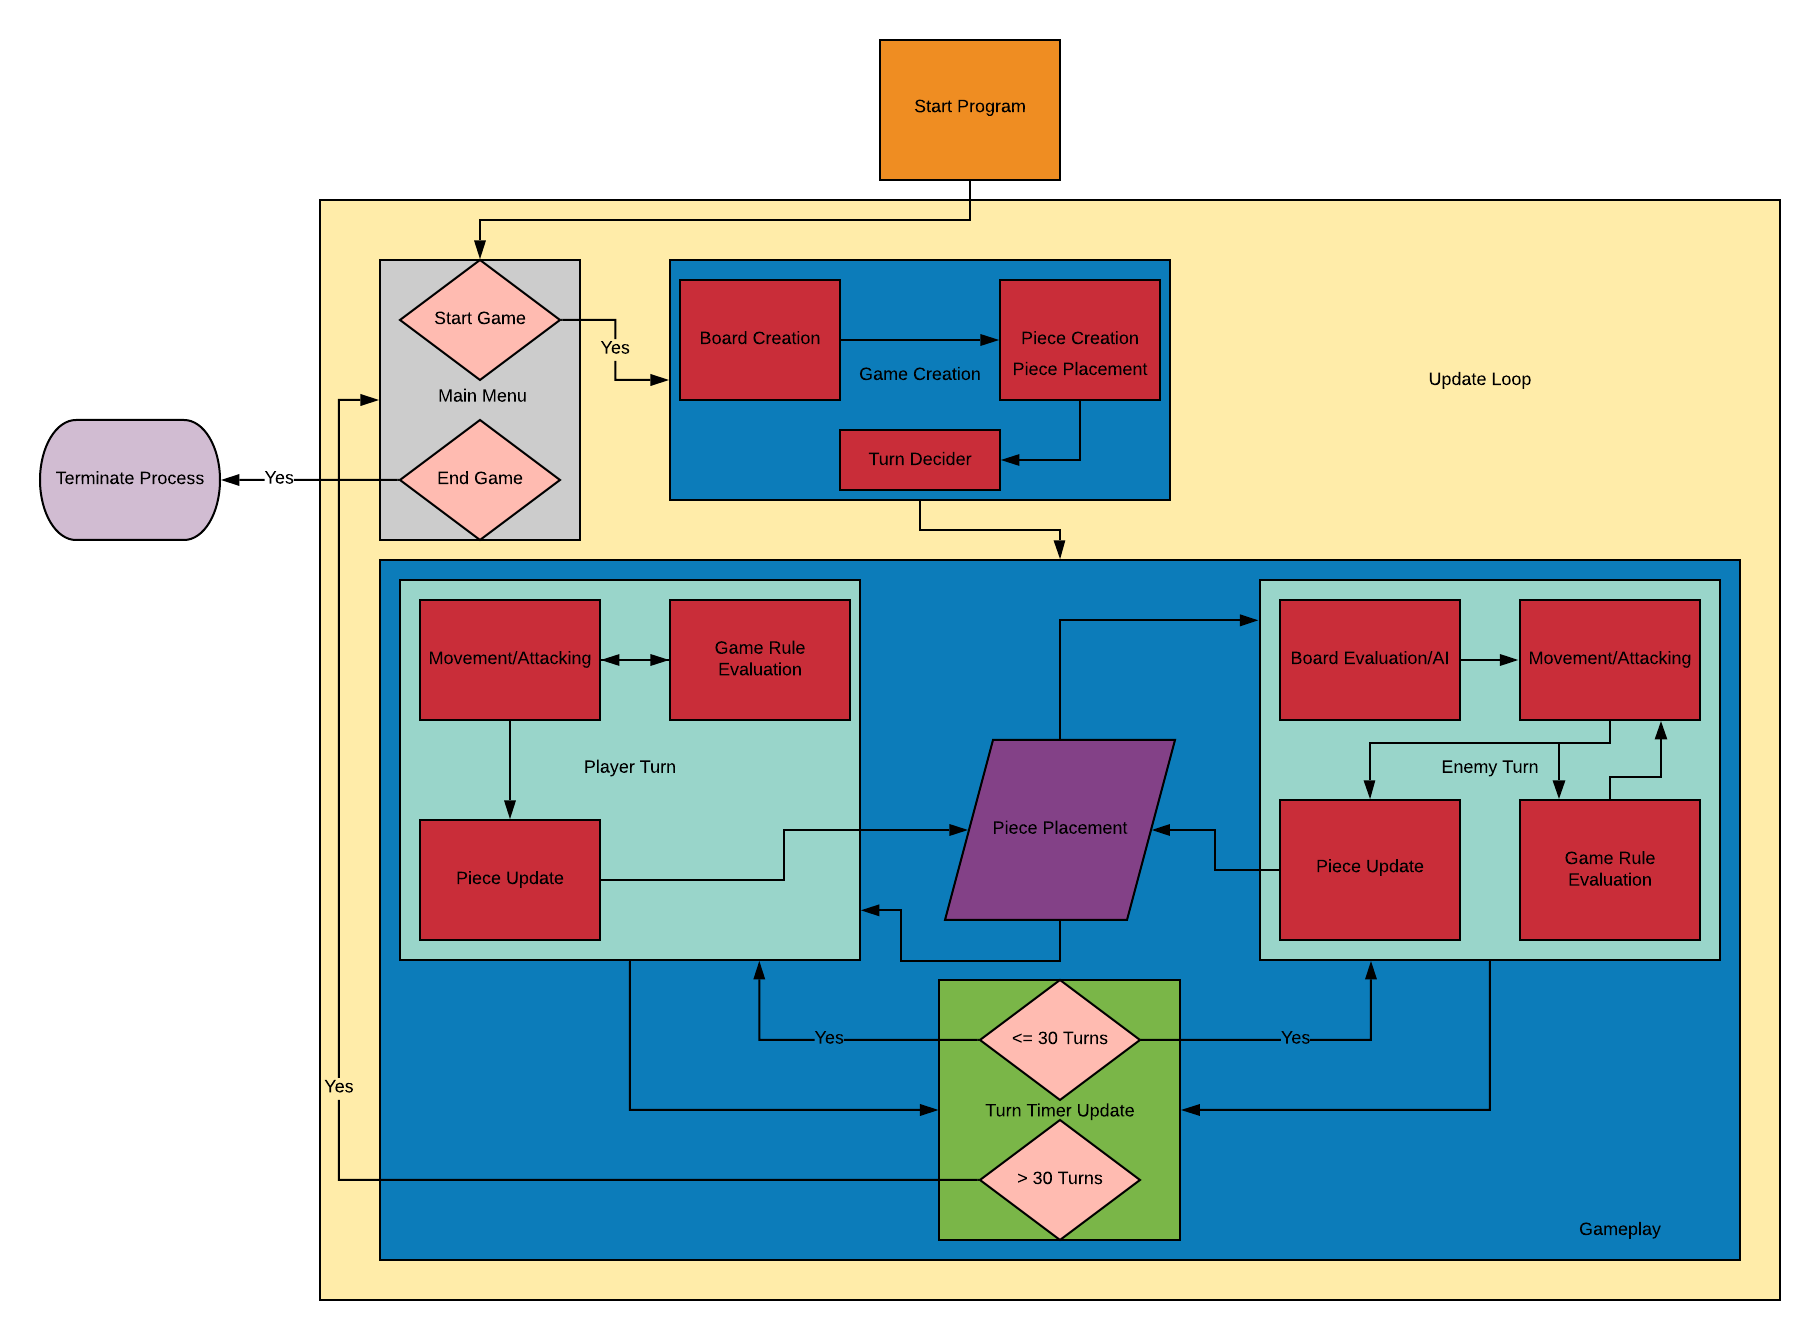 Start Program
Start Game
Yes
Main Menu
End Game
Yes
Terminate Process
Board Creation
Piece Creation
Piece Placement
Game Creation
Turn Decider
Update Loop
Movement/Attacking
Game Rule
Evaluation
Player Turn
Piece Update
Piece Placement
Board Evaluation/AI
Movement/Attacking
Enemy Turn
Piece Update
Game Rule
Evaluation
Yes
<= 30 Turns
Yes
Turn Timer Update
> 30 Turns
Yes
Gameplay